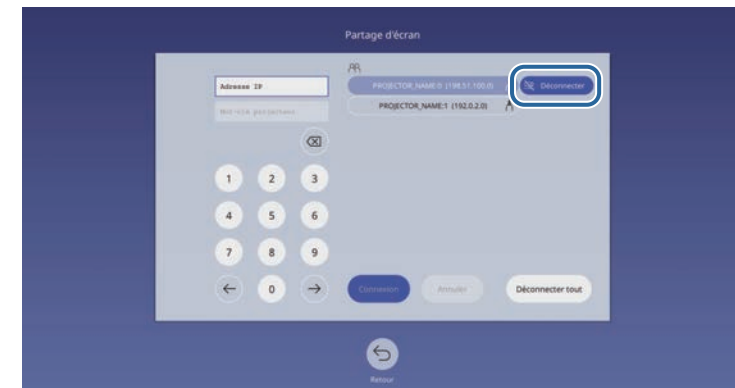 Partage d'écran
Adresse IP
PROJECTOR_NAME:0 (198.51.100.0)
Déconnecter
PROJECTOR_NAME:1 (192.0.2.0)
1 2 3
4 5 6
7 8 9
0
Connexion
Annuler
Déconnecter tout
Retour